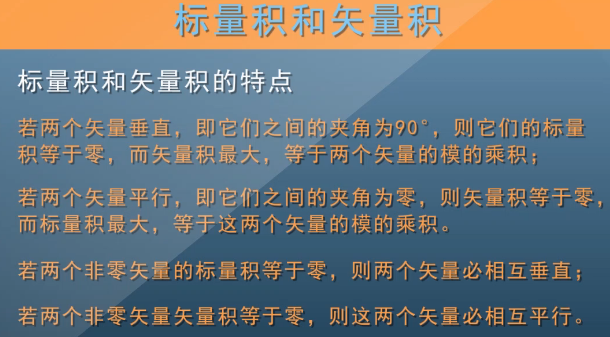 标量积和矢量积
标量积和矢量积的特点
若两个矢量垂直，即它们之间的夹角为90°，则它们的标量
积等于零，而矢量积最大，等于两个矢量的模的乘积；
若两个矢量平行，即它们之间的夹角为零，则矢量积等于零，
而标量积最大，等于这两个矢量的模的乘积。
若两个非零矢量的标量积等于零，则两个矢量必相互垂直；
若两个非零矢量矢量积等于零，则这两个矢量必相互平行。